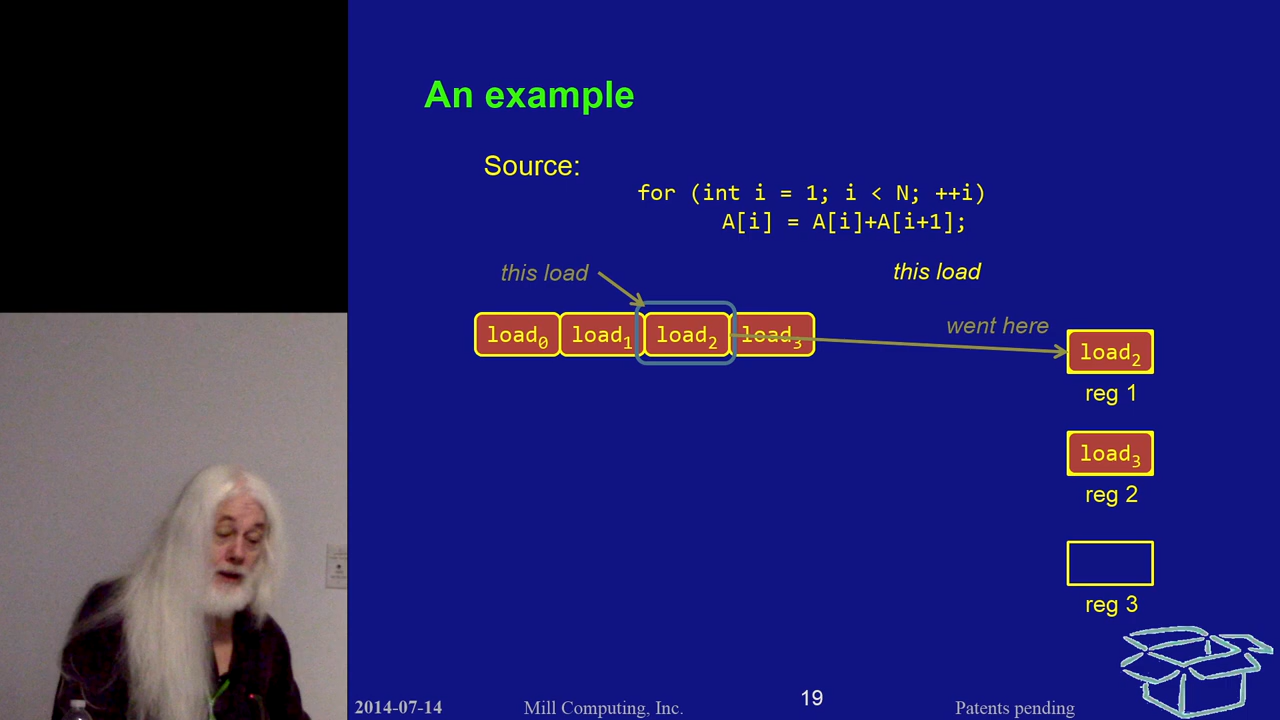 An example
Source:
for (int i = 1; i < N; ++i)
A[i] = A[i]+A[i+1];
this load
this load
went here
load0 load1 load2 load3
load2
reg 1
load3
reg 2
reg 3
2014-07-14 Mill Computing, Inc. 19 Patents pending